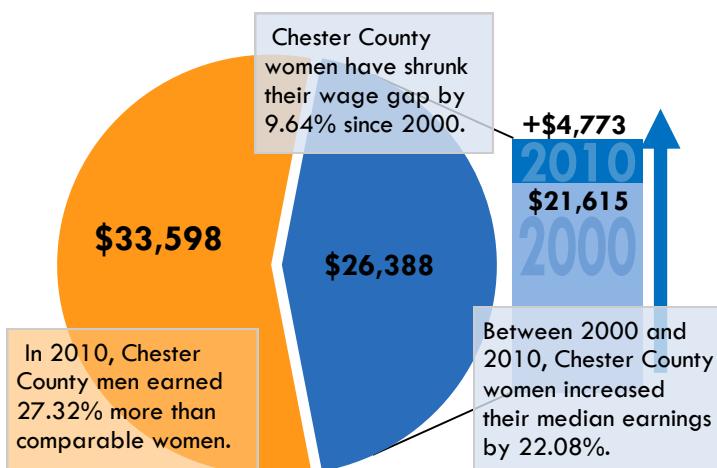 Chester County
women have shrunk
their wage gap by
9.64% since 2000.
+$4,773
2010
$21,615
2000
$33,598
$26,388
In 2010, Chester
County men earned
27.32% more than
comparable women.
Between 2000 and
2010, Chester County
women increased
their median earnings
by 22.08%.